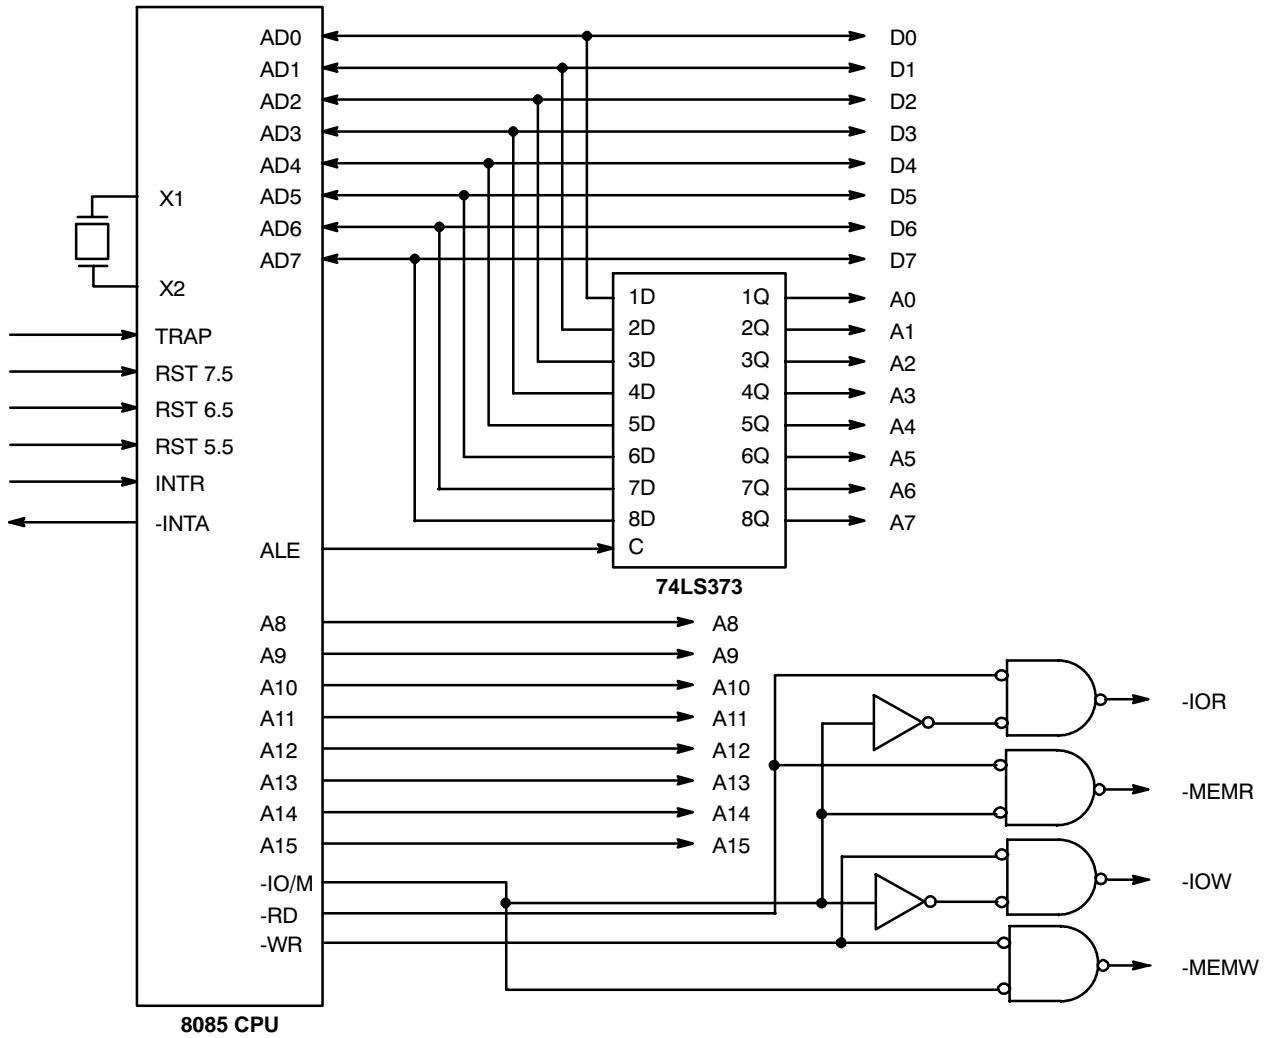 AD0
D0
AD1
D1
AD2
D2
AD3
D3
AD4
D4
X1
AD5
D5
AD6
D6
AD7
D7
X2
1D
1Q
A0
TRAP
2D
2Q
A1
RST 7.5
3D
3Q
A2
RST 6.5
4D
4Q
A3
5D
5Q
A4
RST 5.5
6D
6Q
A5
INTR
7D
7Q
A6
-INTA
8D
8Q
A7
ALE
C
74LS373
A8
A8
A9
A9
A10
A10
-IOR
A11
A11
A12
A12
A13
A13
-MEMR
A14
A14
A15
A15
-IO/M
-IOW
-RD
-WR
-MEMW
8085 CPU